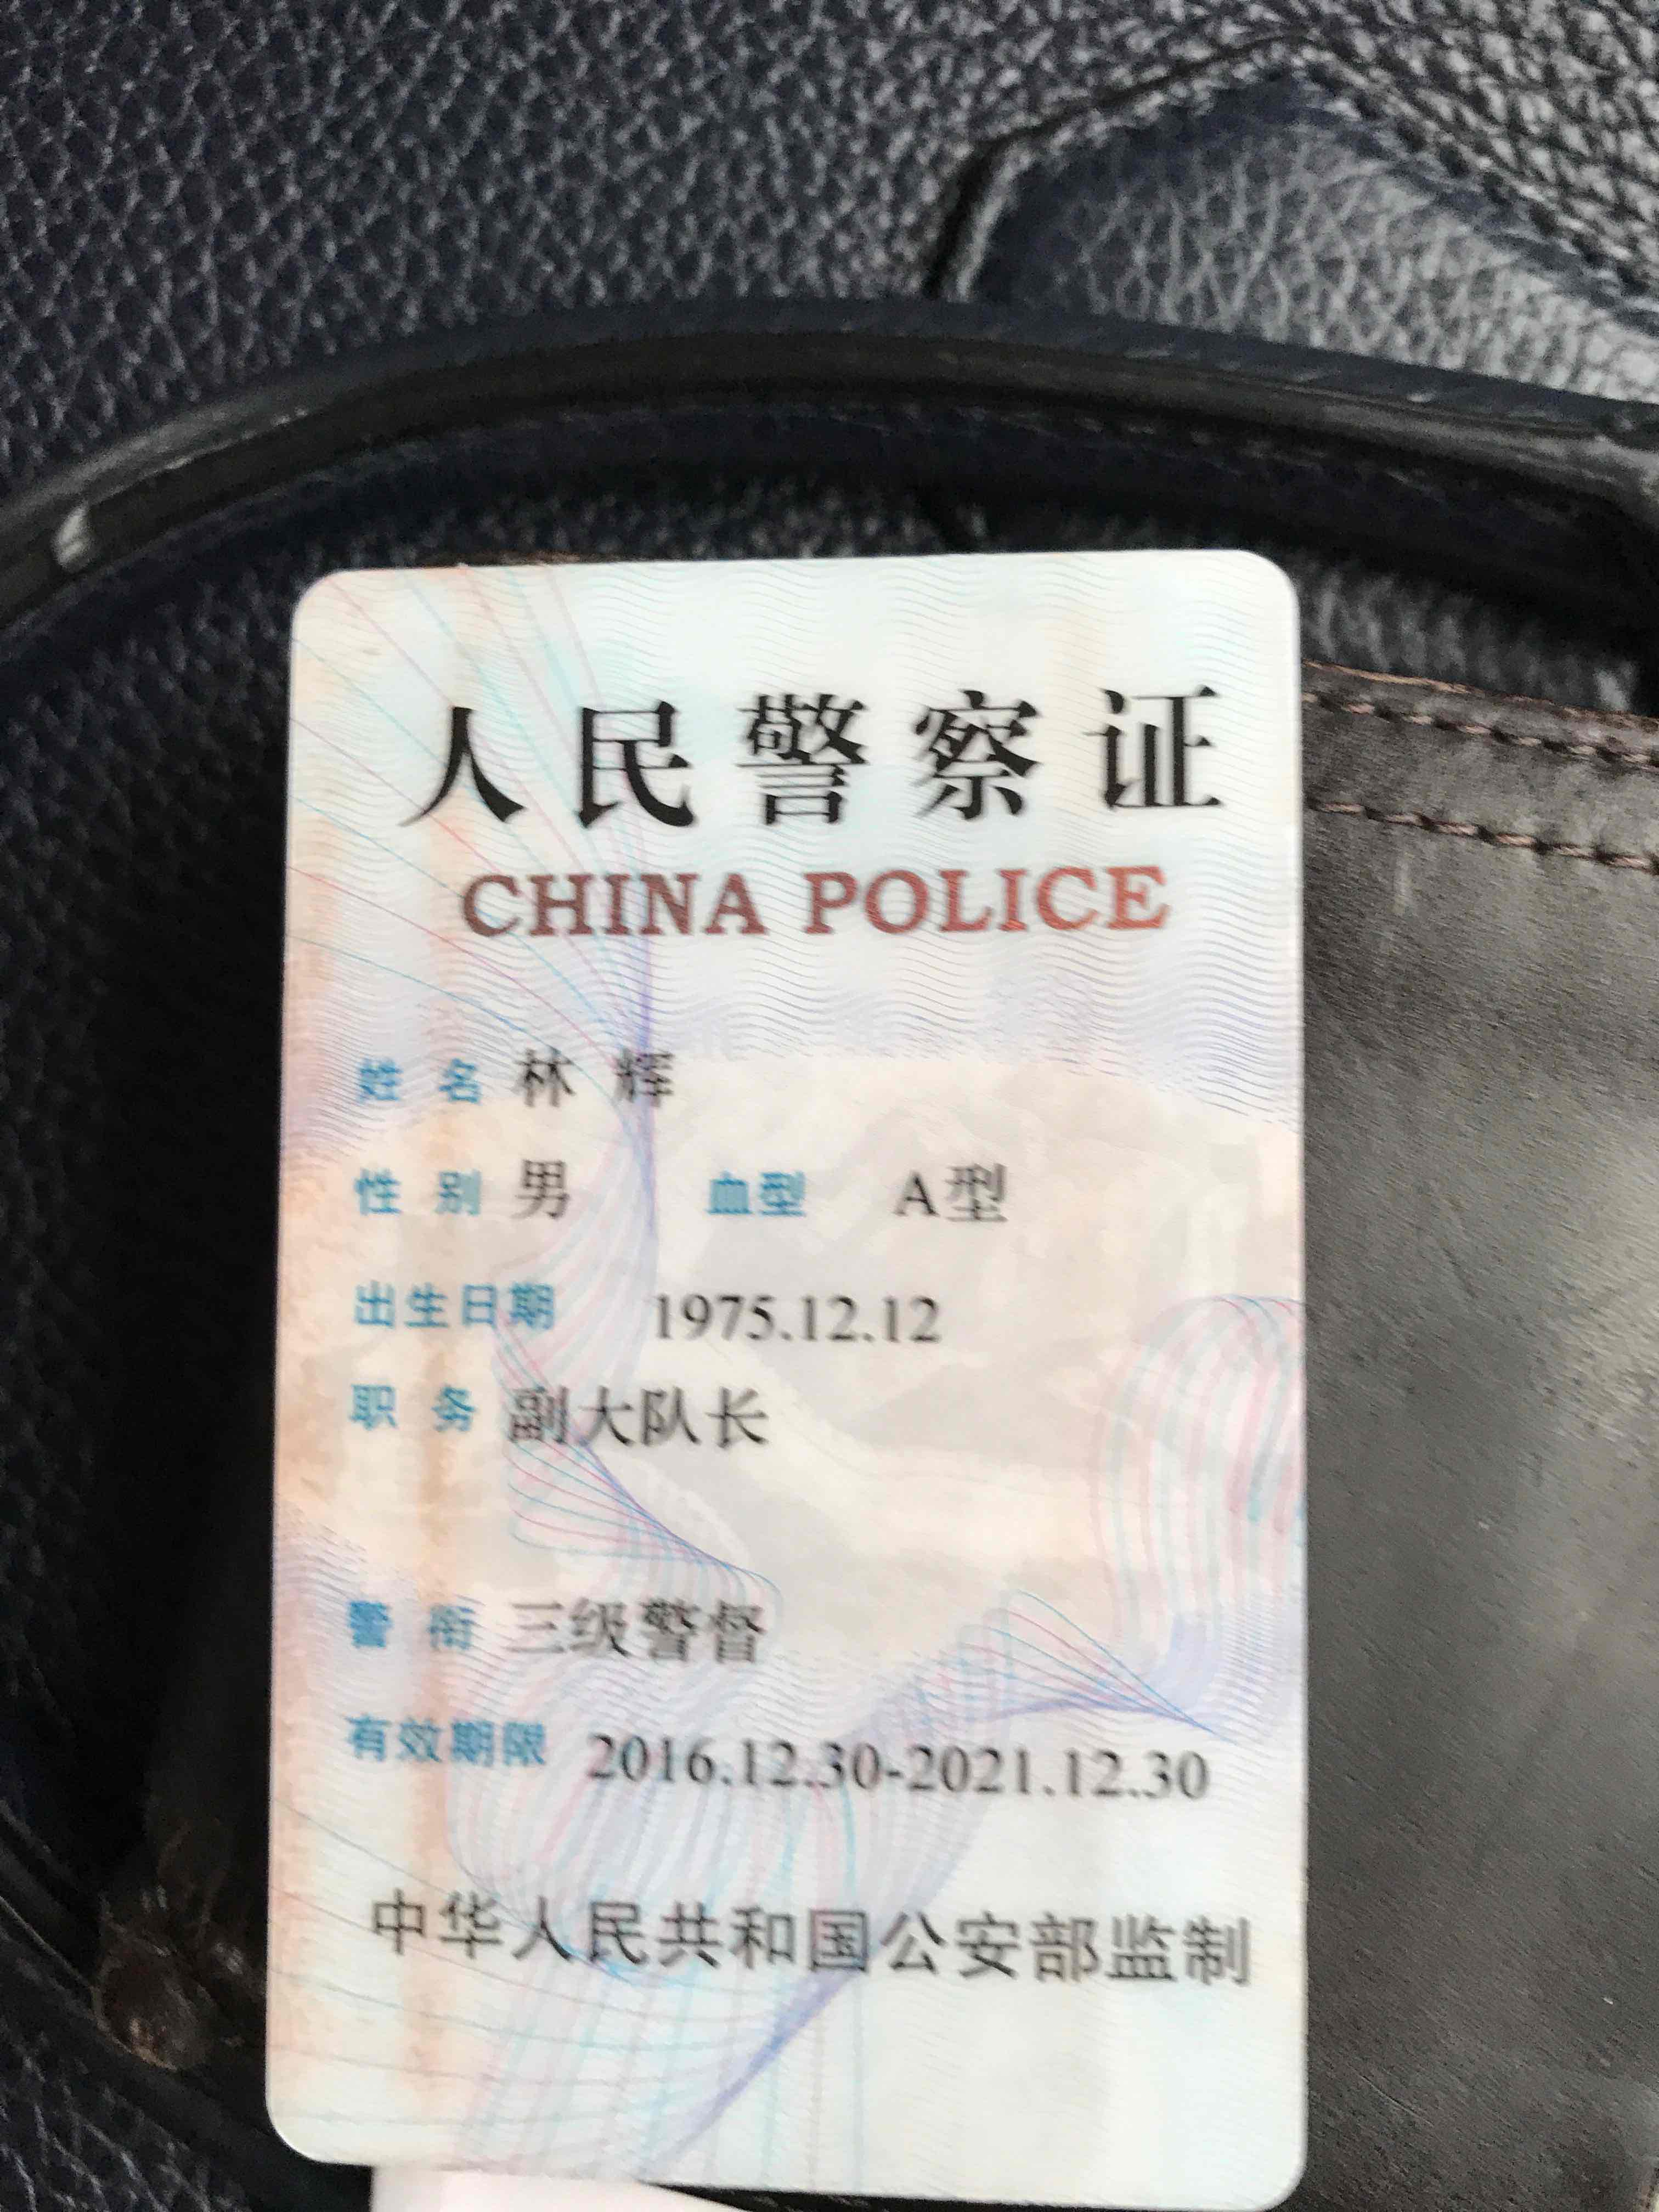 人民警察证
CHINA POLICE
姓名 林辉
性别 男 血型 A型
出生日期 1975.12.12
职务 副大队长
警衔 三级警督
有效期限 2016.12.30-2021.12.30
中华人民共和国公安部监制